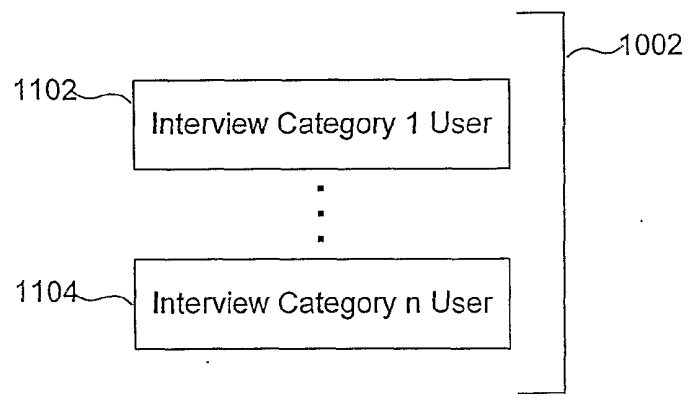 1002
1102
Interview Category 1 User
1104
Interview Category n User